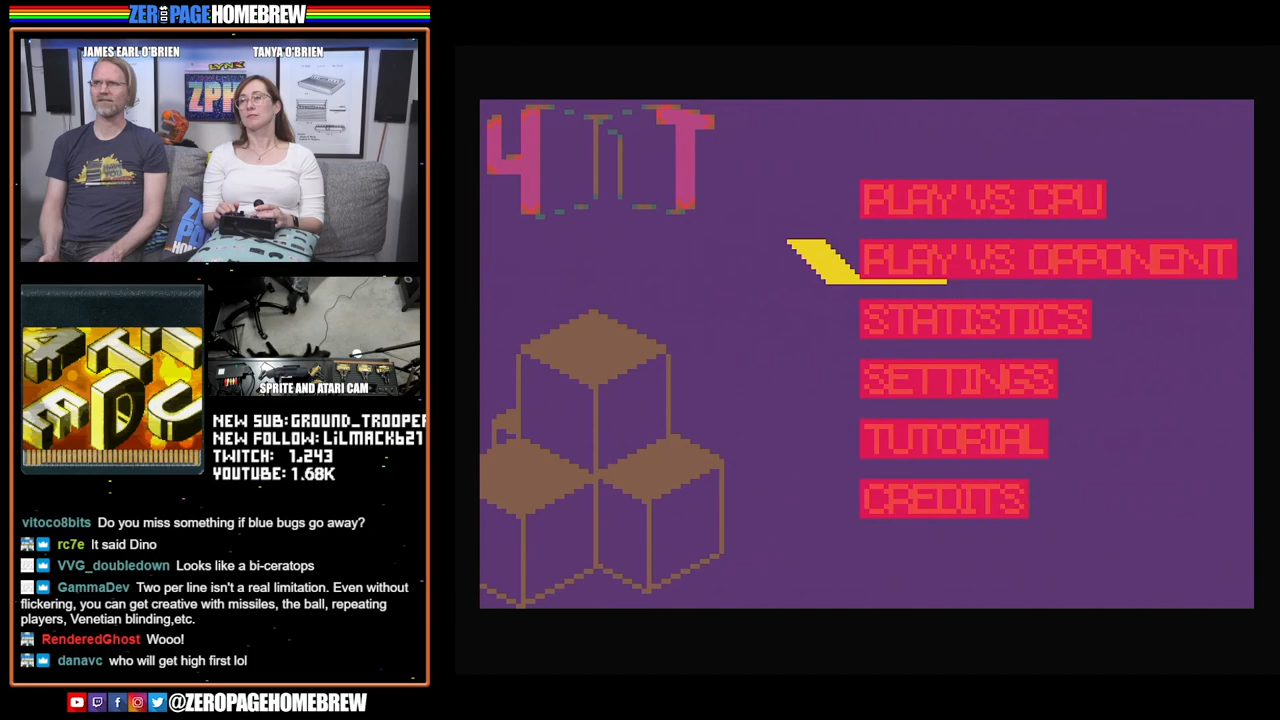 ZERO PAGE HOMEBREW
JAMES EARL O'BRIEN
TANYA O'BRIEN
LYNX
ZPH
ATTITUDE
SPRITE AND ATARI CAM
NEW SUB: GROUND_TROOPER
NEW FOLLOW: LILMACK621
TWITCH: 1,243
YOUTUBE: 1.68K
vitoco8bits Do you miss something if blue bugs go away?
rc7e It said Dino
VVG_doubledown Looks like a bi-ceratops
GammaDev Two per line isn't a real limitation. Even without
flickering, you can get creative with missiles, the ball, repeating
players, Venetian blinding,etc.
RenderedGhost Wooo!
danavc who will get high first lol
@ZEROPAGEHOMEBREW
PLAY VS CPU
PLAY VS OPPONENT
STATISTICS
SETTINGS
TUTORIAL
CREDITS